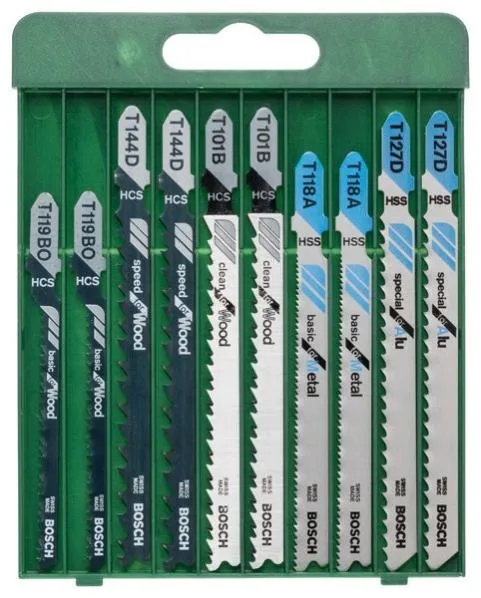 T119BO
HCS
basic for Wood
SWISS
MADE
BOSCH
T119BO
HCS
basic for Wood
SWISS
MADE
BOSCH
T144D
HCS
speed for Wood
SWISS
MADE
BOSCH
T144D
HCS
speed for Wood
SWISS
MADE
BOSCH
T101B
HCS
clean for Wood
SWISS
MADE
BOSCH
T101B
HCS
clean for Wood
SWISS
MADE
BOSCH
T118A
HSS
basic for Metal
SWISS
MADE
BOSCH
T118A
HSS
basic for Metal
SWISS
MADE
BOSCH
T127D
HSS
special for Alu
SWISS
MADE
BOSCH
T127D
HSS
special for Alu
SWISS
MADE
BOSCH